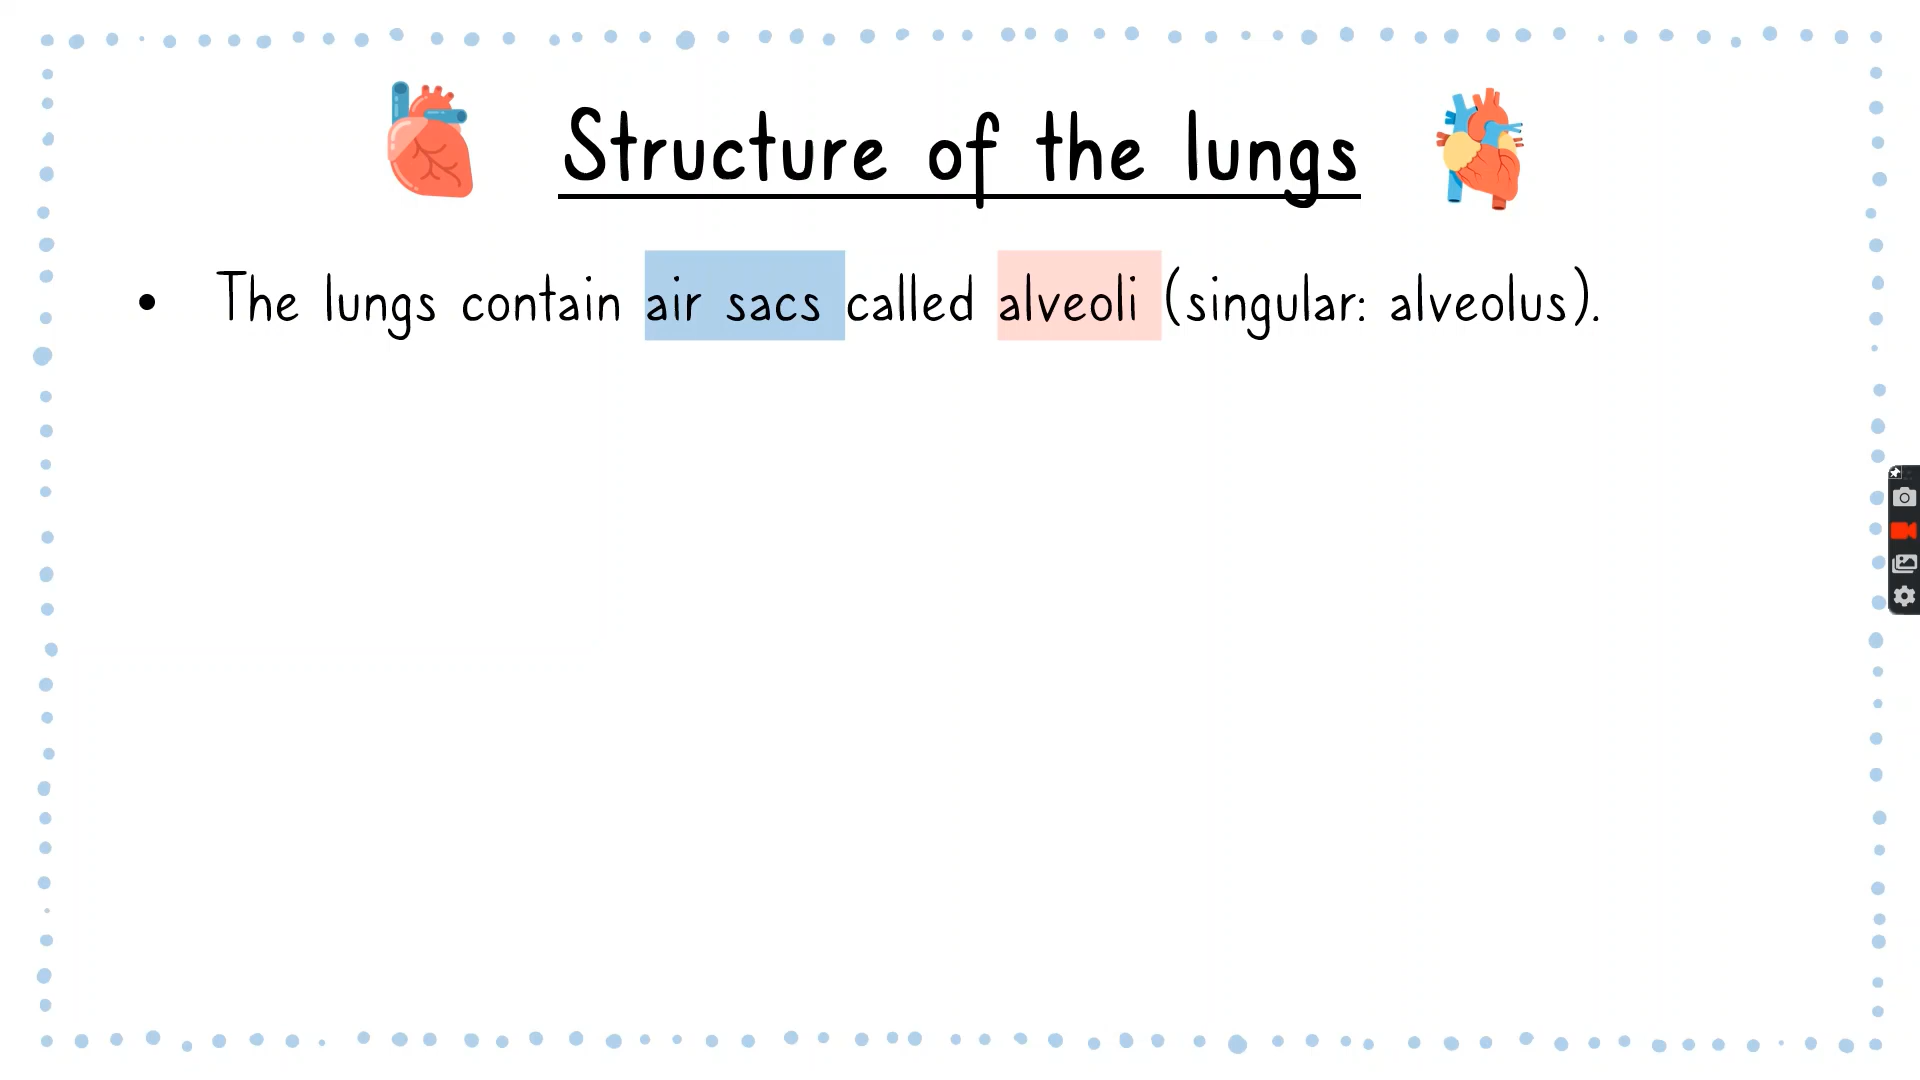 Structure of the lungs
• The lungs contain air sacs called alveoli (singular: alveolus).